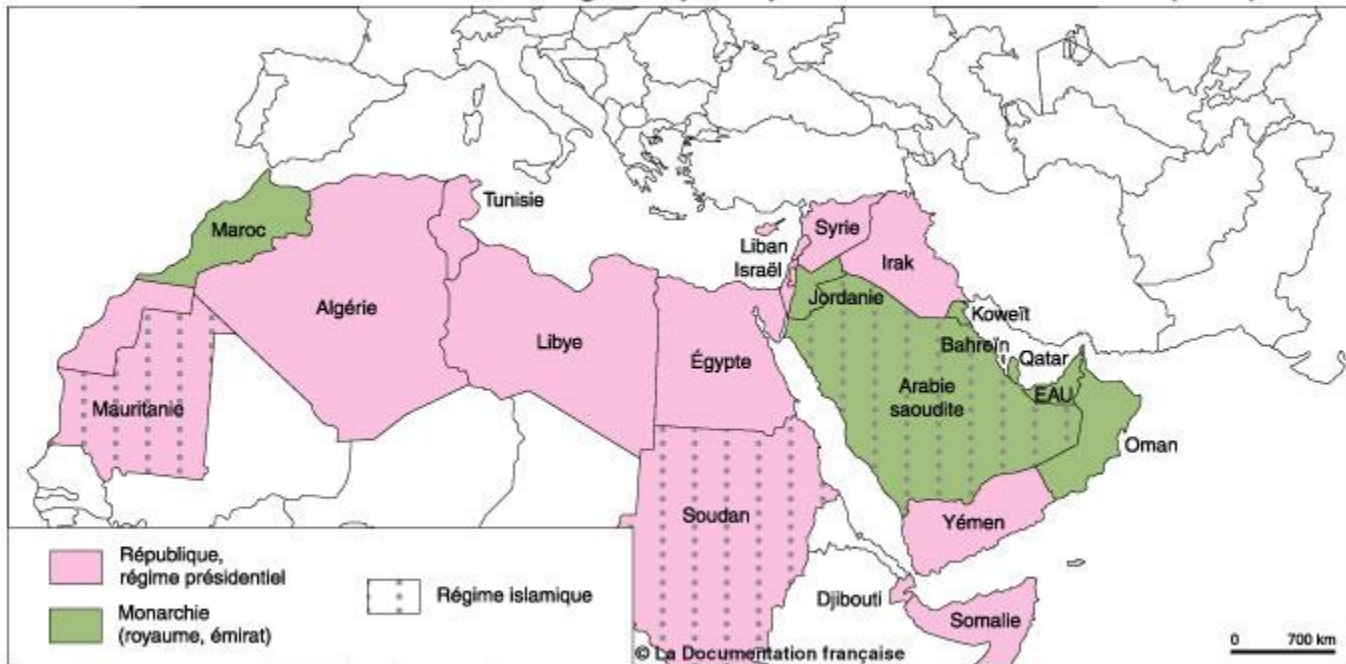 Tunisie
Maroc
Syrie
Liban
Israël
Irak
Algérie
Jordanie
Koweït
Libye
Bahreïn
Qatar
Égypte
EAU
Arabie
saoudite
Mauritanie
Oman
Soudan
Yémen
Djibouti
Somalie
République,
régime présidentiel
Régime islamique
Monarchie
(royaume, émirat)
0 700 km
© La Documentation française